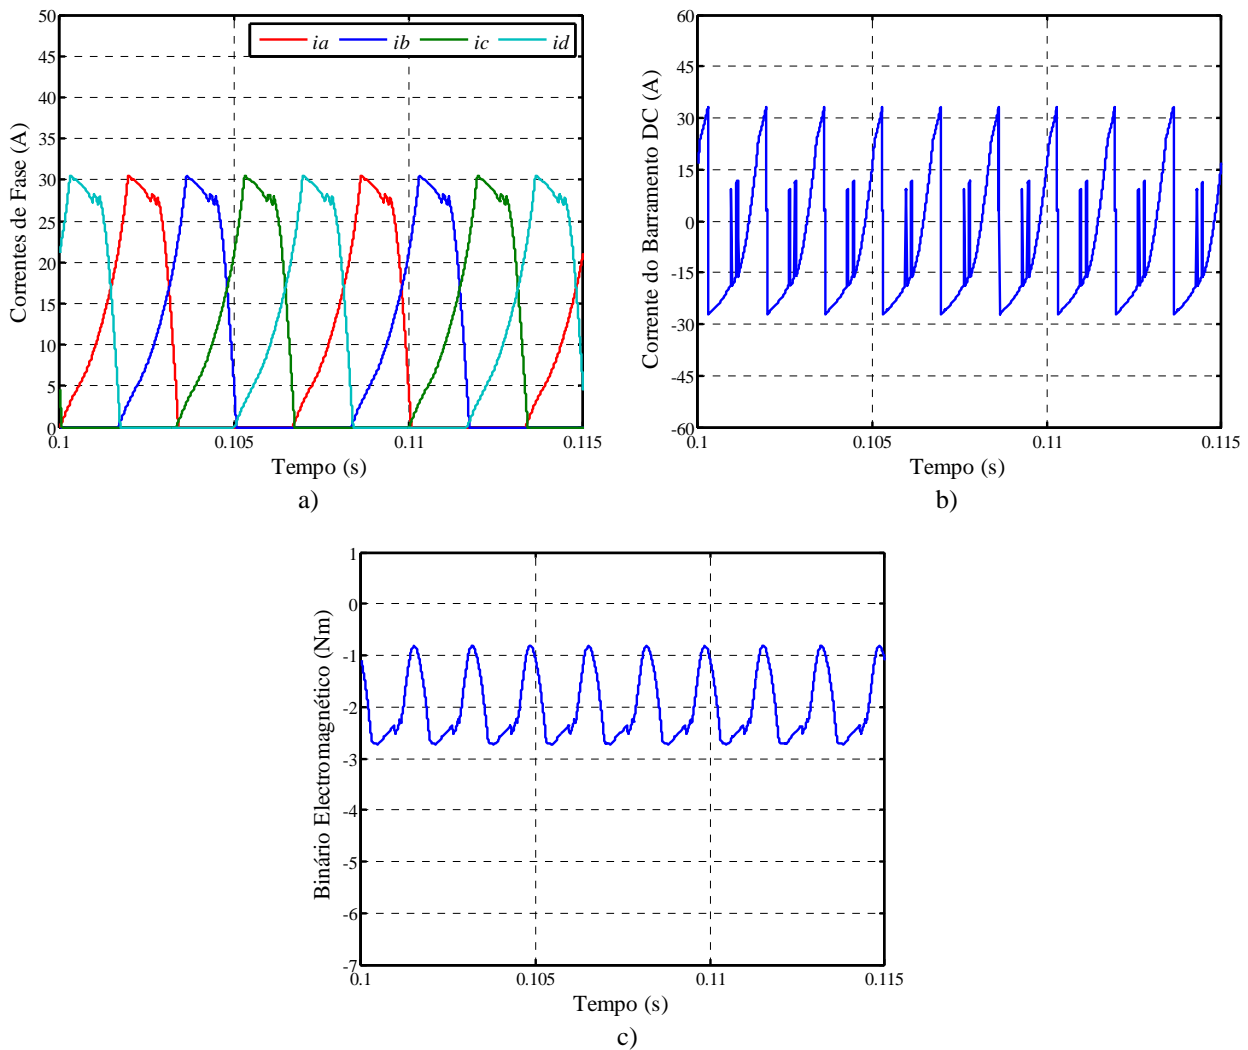 50
45
40
35
30
25
20
15
10
5
0
Correntes de Fase (A)
ia ib ic id
0.1 0.105 0.11 0.115
Tempo (s)
a)
60
45
30
15
0
-15
-30
-45
-60
Corrente do Barramento DC (A)
0.1 0.105 0.11 0.115
Tempo (s)
b)
1
0
-1
-2
-3
-4
-5
-6
-7
Binário Electromagnético (Nm)
0.1 0.105 0.11 0.115
Tempo (s)
c)